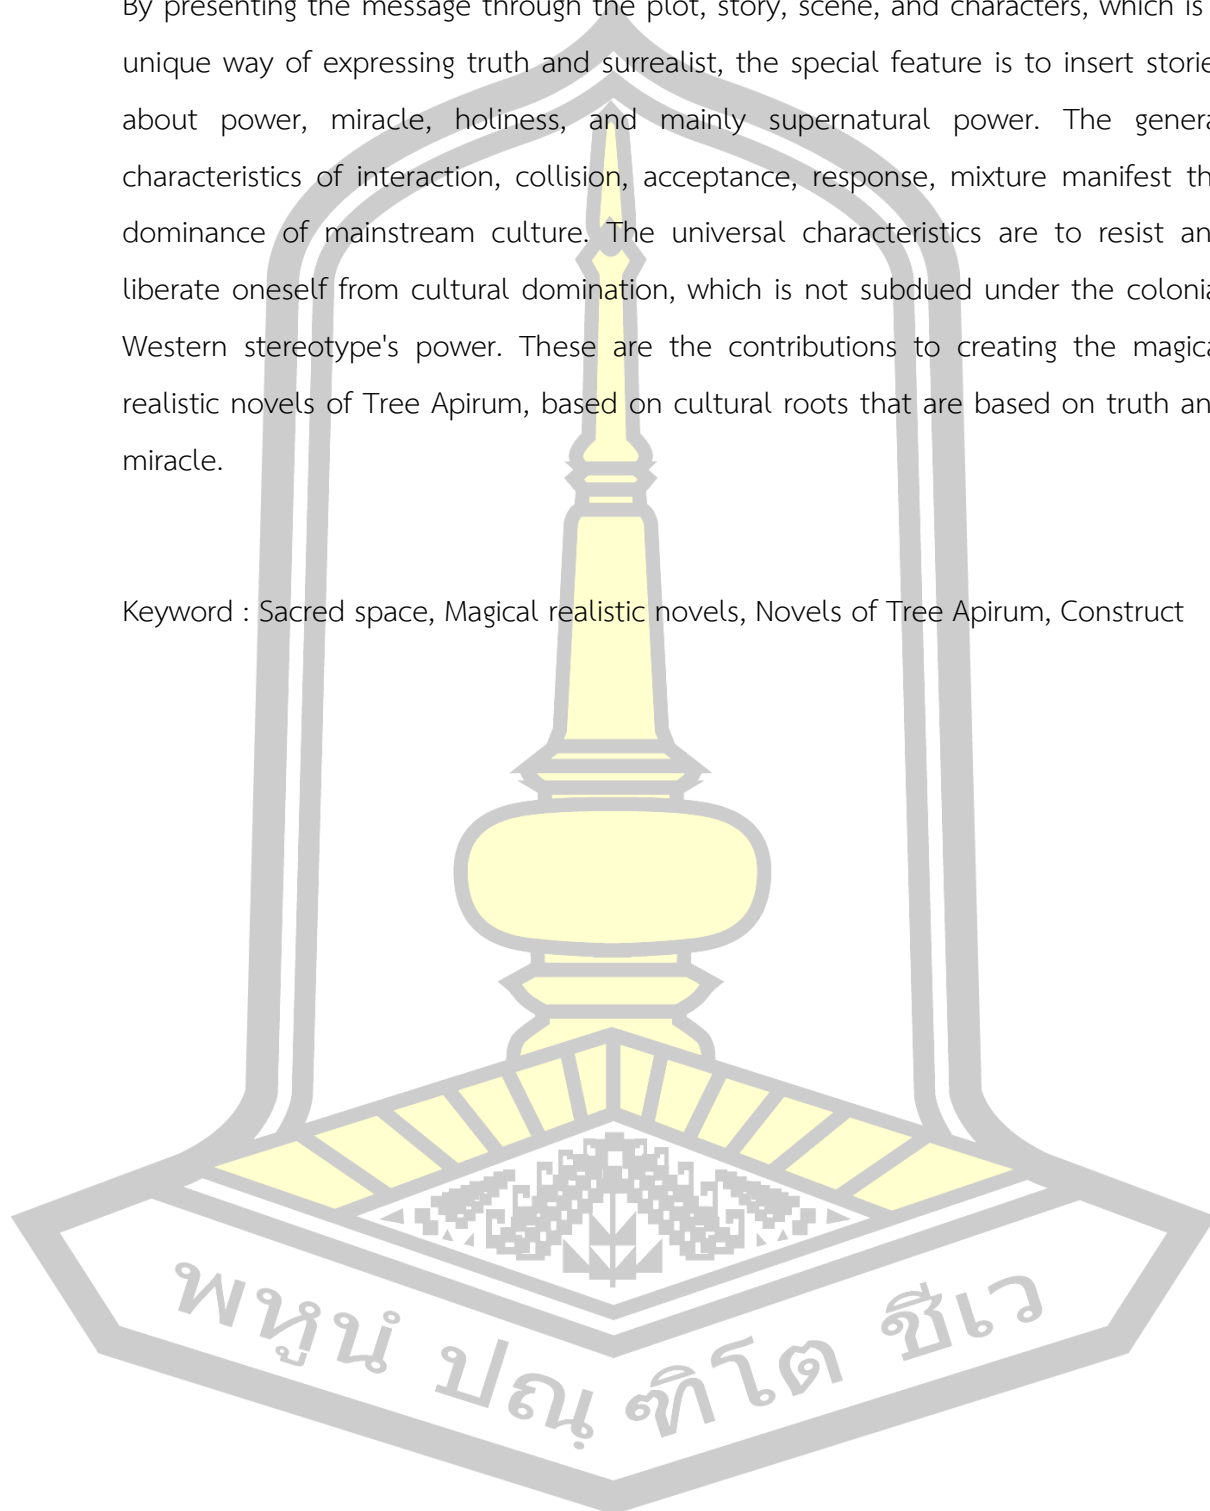 By presenting the message through the plot, story, scene, and characters, which is
unique way of expressing truth and surrealist, the special feature is to insert storie
about power, miracle, holiness, and mainly supernatural power. The genera
characteristics of interaction, collision, acceptance, response, mixture manifest th
dominance of mainstream culture. The universal characteristics are to resist an
liberate oneself from cultural domination, which is not subdued under the colonia
Western stereotype's power. These are the contributions to creating the magica
realistic novels of Tree Apirum, based on cultural roots that are based on truth an
miracle.
Keyword : Sacred space, Magical realistic novels, Novels of Tree Apirum, Construct
พหูนํ ปณฺฑิโต ชีเว